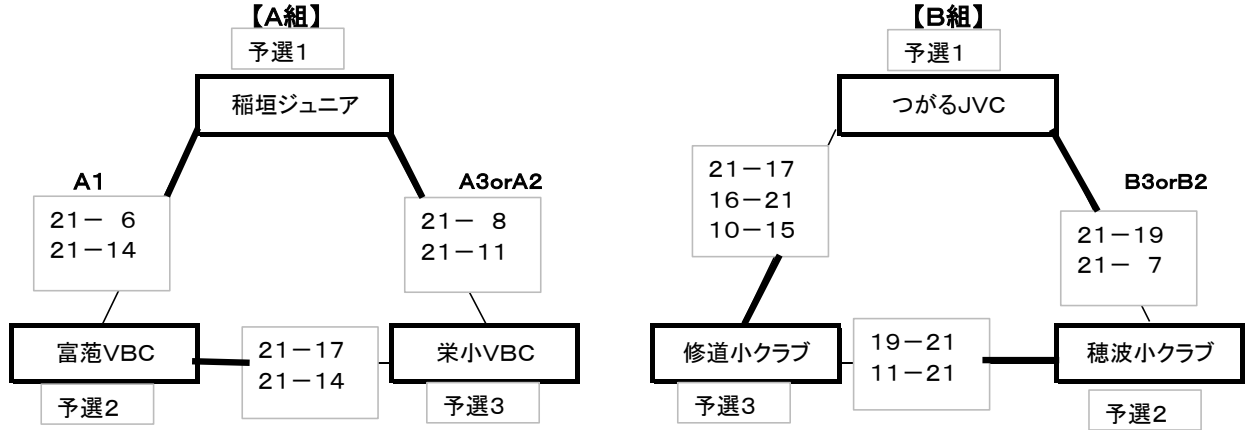 【A組】
予選1
稲垣ジュニア
A1
21－ 6
21－14
A3orA2
21－ 8
21－11
富萢VBC
予選2
21－17
21－14
栄小VBC
予選3
【B組】
予選1
つがるJVC
21－17
16－21
10－15
B3orB2
21－19
21－ 7
修道小クラブ
予選3
19－21
11－21
穂波小クラブ
予選2